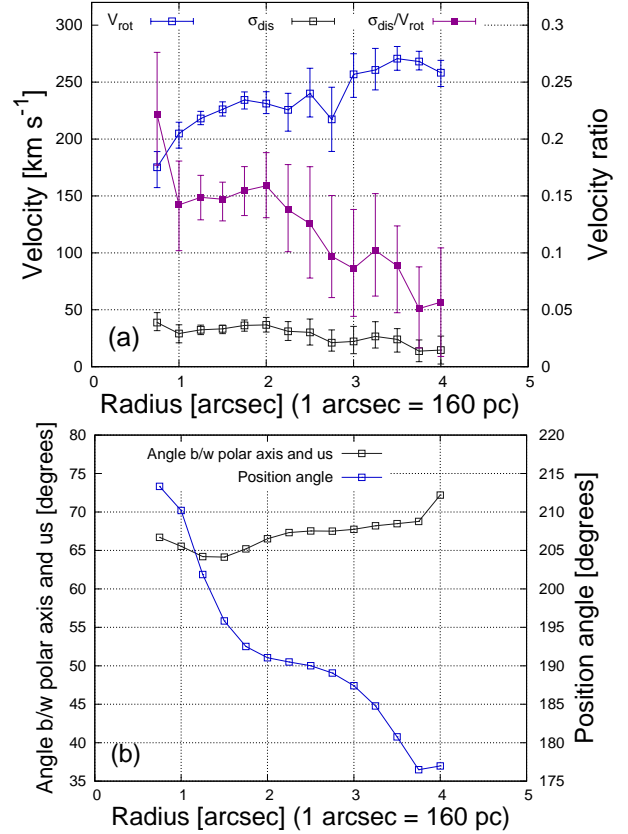 V_rot σ_dis σ_dis/V_rot
300 0.3
250 0.25
200 0.2
150 0.15
100 0.1
50 0.05
0 0
Velocity [km s⁻¹]
Velocity ratio
(a)
0 1 2 3 4 5
Radius [arcsec] (1 arcsec = 160 pc)
Angle b/w polar axis and us
Position angle
80 220
75 215
70 210
65 205
60 200
55 195
50 190
45 185
40 180
35 175
Angle b/w polar axis and us [degrees]
Position angle [degrees]
(b)
0 1 2 3 4 5
Radius [arcsec] (1 arcsec = 160 pc)